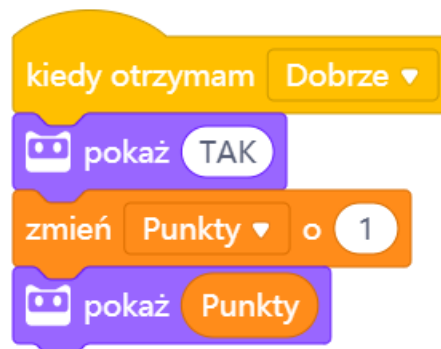 kiedy otrzymam Dobrze
pokaż TAK
zmień Punkty o 1
pokaż Punkty